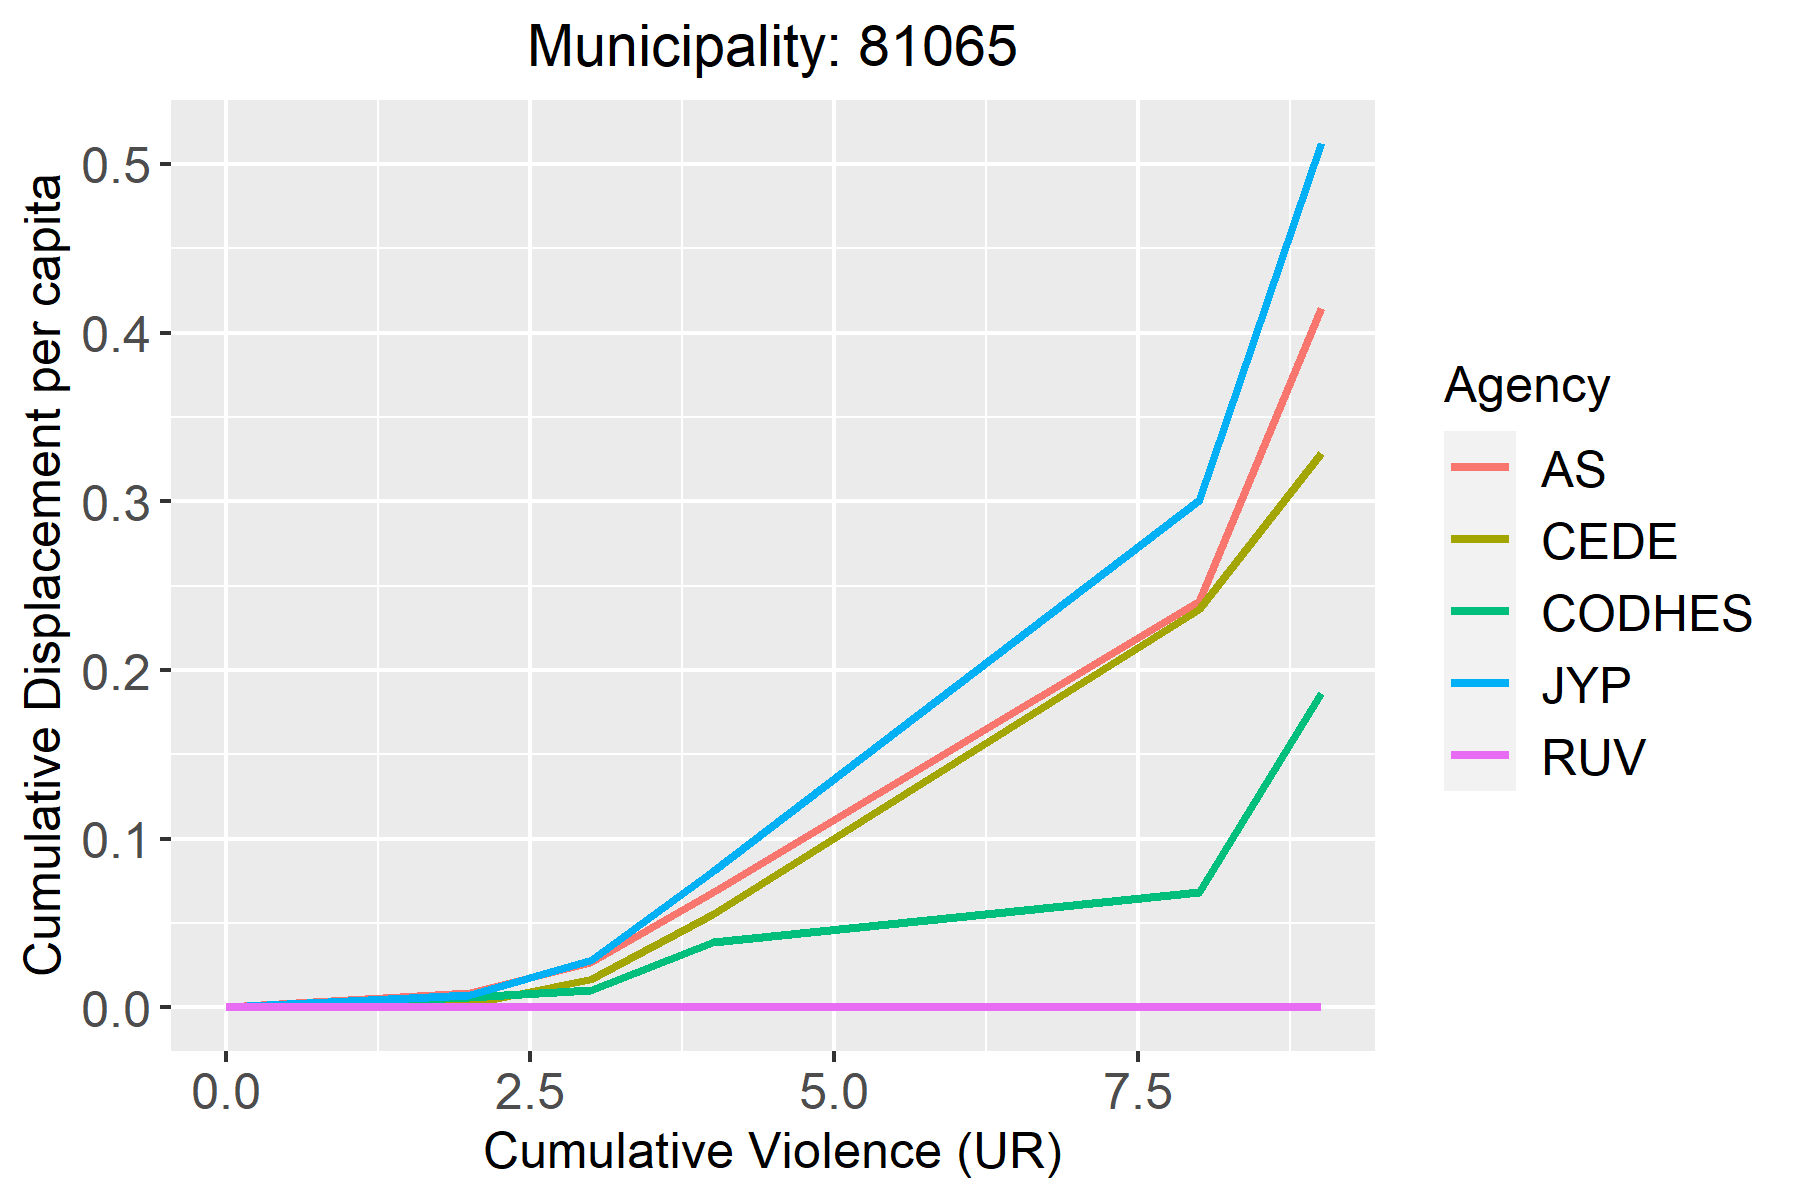 Municipality: 81065
Cumulative Displacement per capita
0.5
0.4
0.3
0.2
0.1
0.0
0.0 2.5 5.0 7.5
Cumulative Violence (UR)
Agency
AS
CEDE
CODHES
JYP
RUV